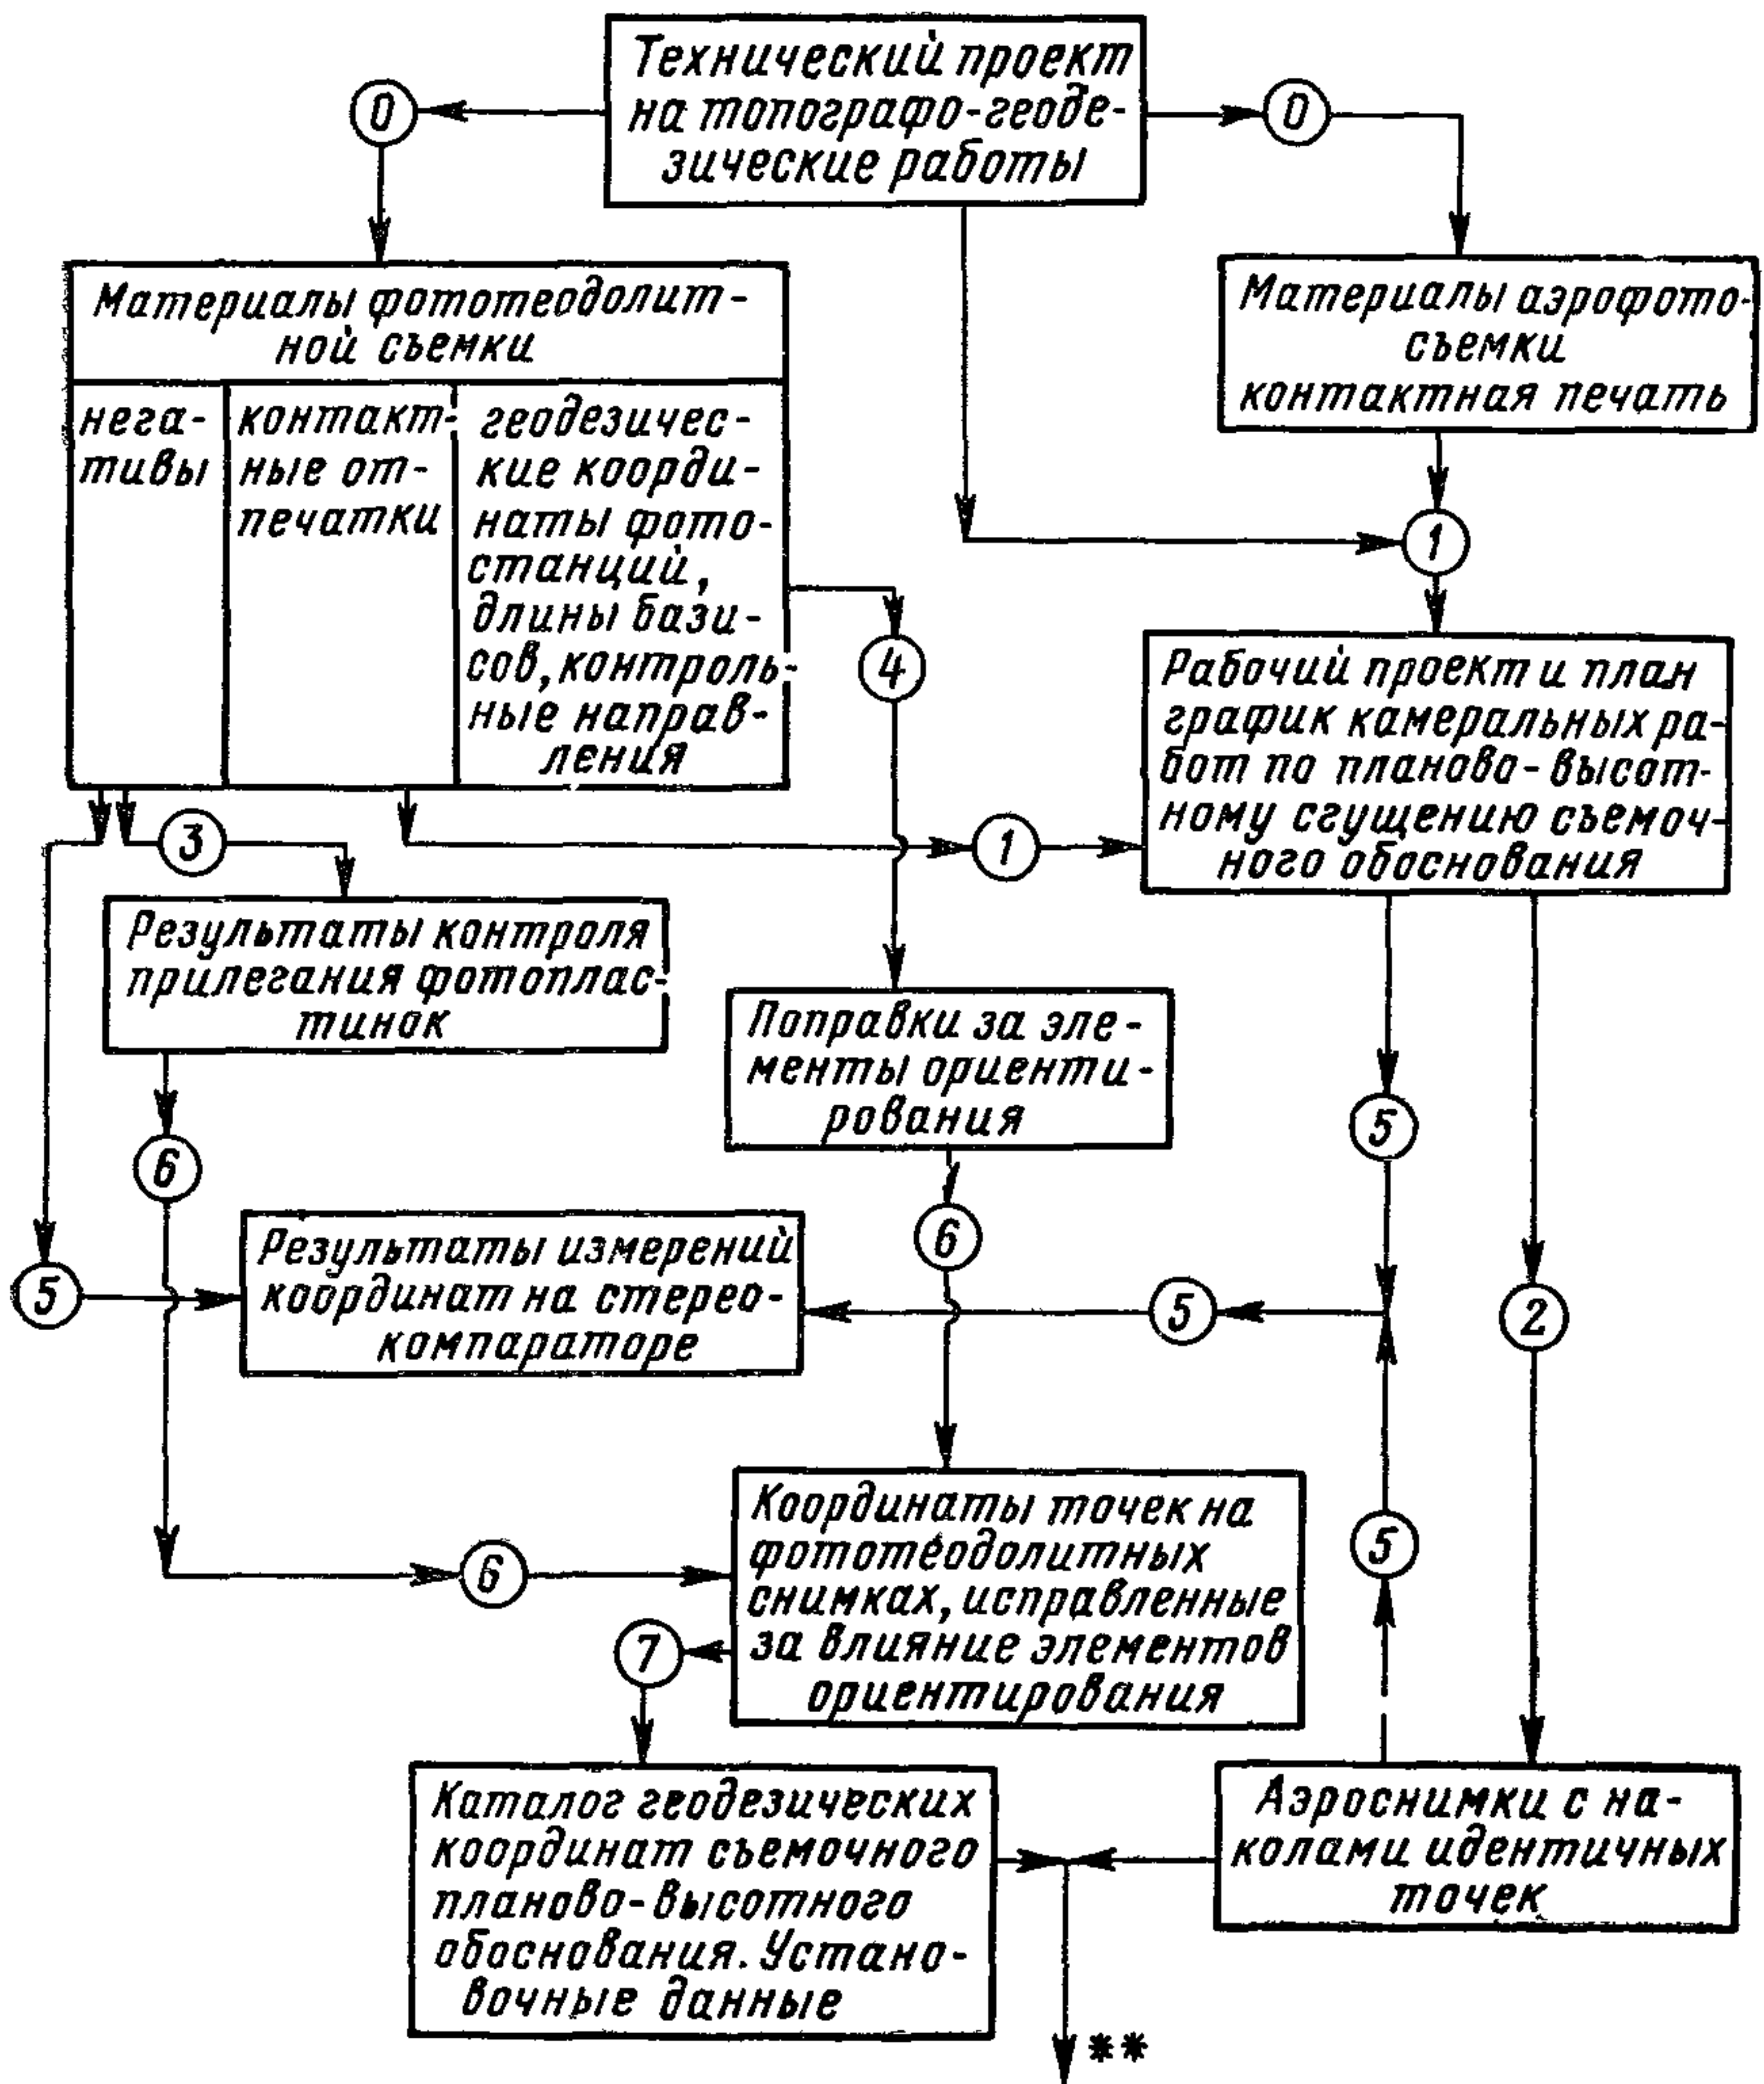 Технический проект
на топографо-геоде-
зические работы
0
0
Материалы фототеодолит-
ной съемки
нега-
тивы
контакт-
ные от-
печатки
геодезичес-
кие коорди-
наты фото-
станций,
длины бази-
сов, контроль-
ные направ-
ления
Материалы аэрофото-
съемки
контактная печать
1
4
Рабочий проект и план
график камеральных ра-
бот по планово-высот-
ному сгущению съемоч-
ного обоснования
3
1
Результаты контроля
прилегания фотоплас-
тинок
Поправки за эле-
менты ориенти-
рования
5
6
6
5
Результаты измерений
координат на стерео-
компараторе
5
2
Координаты точек на
фототеодолитных
снимках, исправленные
за влияние элементов
ориентирования
5
6
7
Каталог геодезических
координат съемочного
планово-высотного
обоснования. Устано-
вочные данные
Аэроснимки с на-
колами идентичных
точек
**